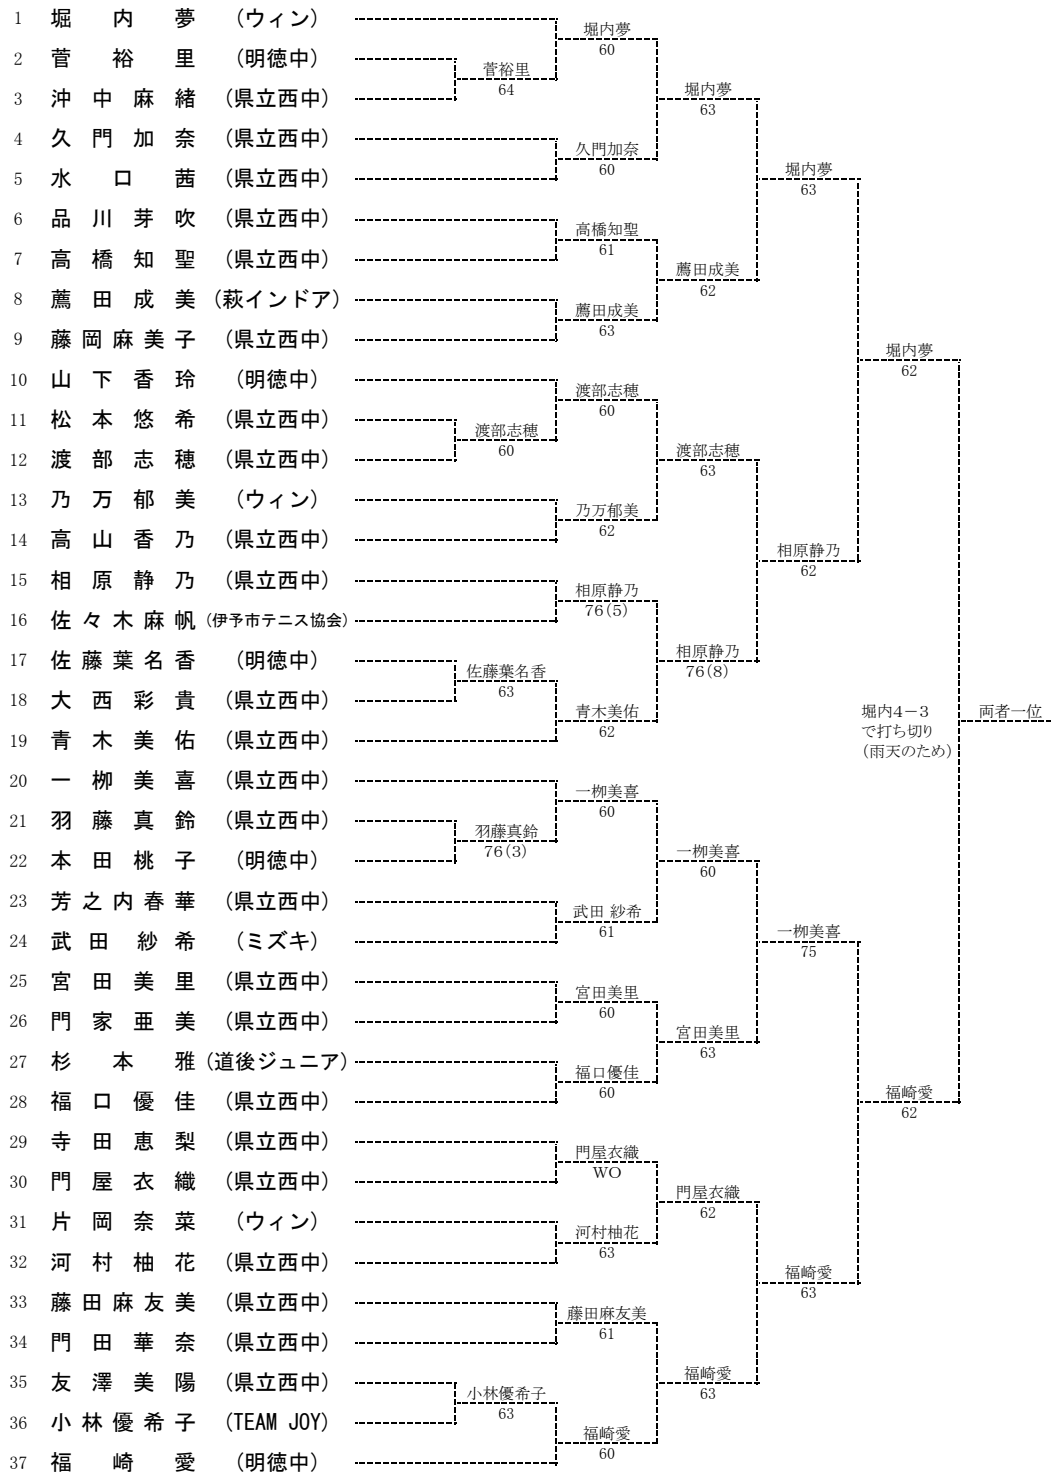 1 堀内夢 （ウィン）
2 菅裕里 （明徳中）
3 沖中麻緒 （県立西中）
4 久門加奈 （県立西中）
5 水口茜 （県立西中）
6 品川芽吹 （県立西中）
7 高橋知聖 （県立西中）
8 薦田成美 （萩インドア）
9 藤岡麻美子 （県立西中）
10 山下香玲 （明徳中）
11 松本悠希 （県立西中）
12 渡部志穂 （県立西中）
13 乃万郁美 （ウィン）
14 高山香乃 （県立西中）
15 相原静乃 （県立西中）
16 佐々木麻帆 （伊予市テニス協会）
17 佐藤葉名香 （明徳中）
18 大西彩貴 （県立西中）
19 青木美佑 （県立西中）
20 一栁美喜 （県立西中）
21 羽藤真鈴 （県立西中）
22 本田桃子 （明徳中）
23 芳之内春華 （県立西中）
24 武田紗希 （ミズキ）
25 宮田美里 （県立西中）
26 門家亜美 （県立西中）
27 杉本雅 （道後ジュニア）
28 福口優佳 （県立西中）
29 寺田恵梨 （県立西中）
30 門屋衣織 （県立西中）
31 片岡奈菜 （ウィン）
32 河村柚花 （県立西中）
33 藤田麻友美 （県立西中）
34 門田華奈 （県立西中）
35 友澤美陽 （県立西中）
36 小林優希子 （TEAM JOY）
37 福崎愛 （明徳中）
菅裕里
64
渡部志穂
60
佐藤葉名香
63
羽藤真鈴
76（3）
小林優希子
63
堀内夢
60
久門加奈
60
高橋知聖
61
薦田成美
63
渡部志穂
60
乃万郁美
62
相原静乃
76（5）
青木美佑
62
一栁美喜
60
武田 紗希
61
宮田美里
60
福口優佳
60
門屋衣織
WO
河村柚花
63
藤田麻友美
61
福崎愛
60
堀内夢
63
薦田成美
62
渡部志穂
63
相原静乃
76（8）
一栁美喜
60
宮田美里
63
門屋衣織
62
福崎愛
63
堀内夢
63
相原静乃
62
一栁美喜
75
福崎愛
63
堀内夢
62
福崎愛
62
堀内4－3
で打ち切り
（雨天のため）
両者一位